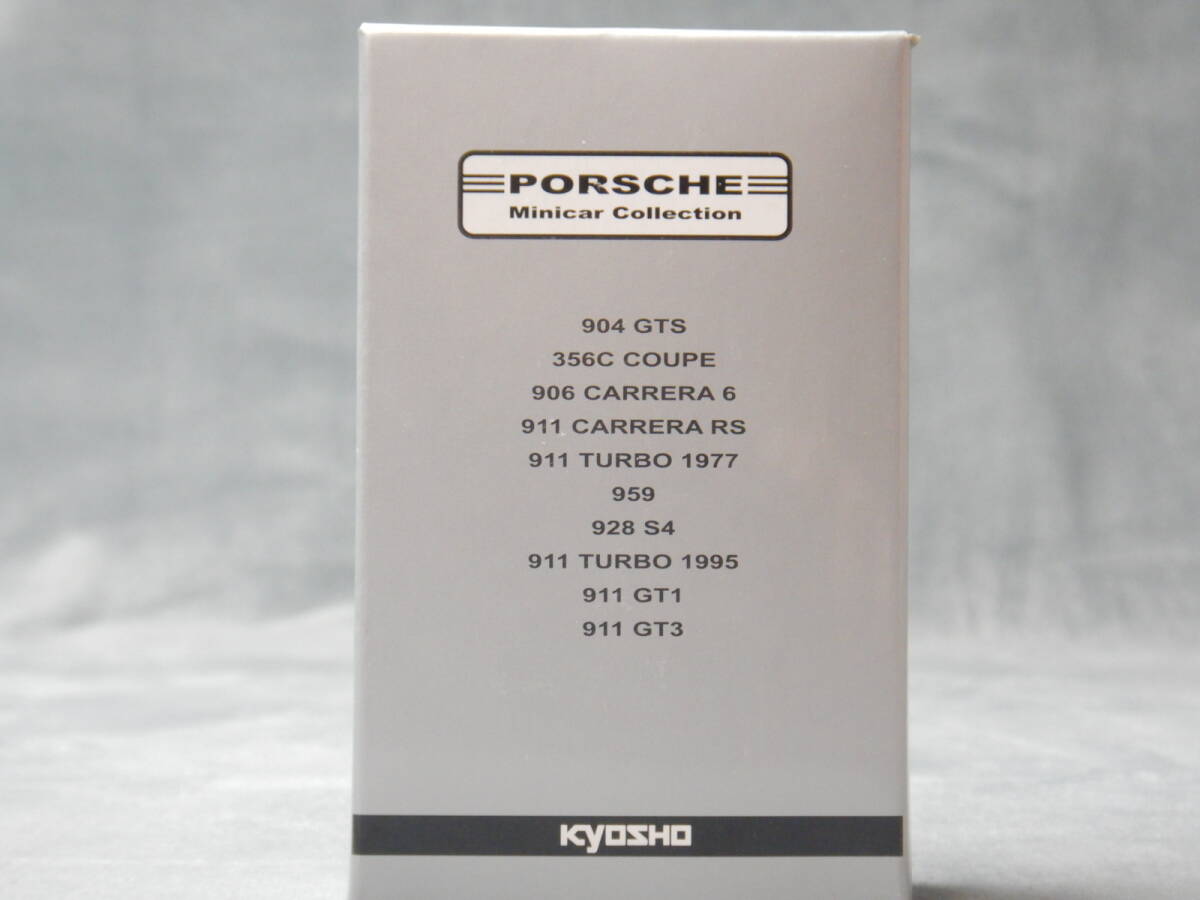 PORSCHE
Minicar Collection
904 GTS
356C COUPE
906 CARRERA 6
911 CARRERA RS
911 TURBO 1977
959
928 S4
911 TURBO 1995
911 GT1
911 GT3
KYOSHO